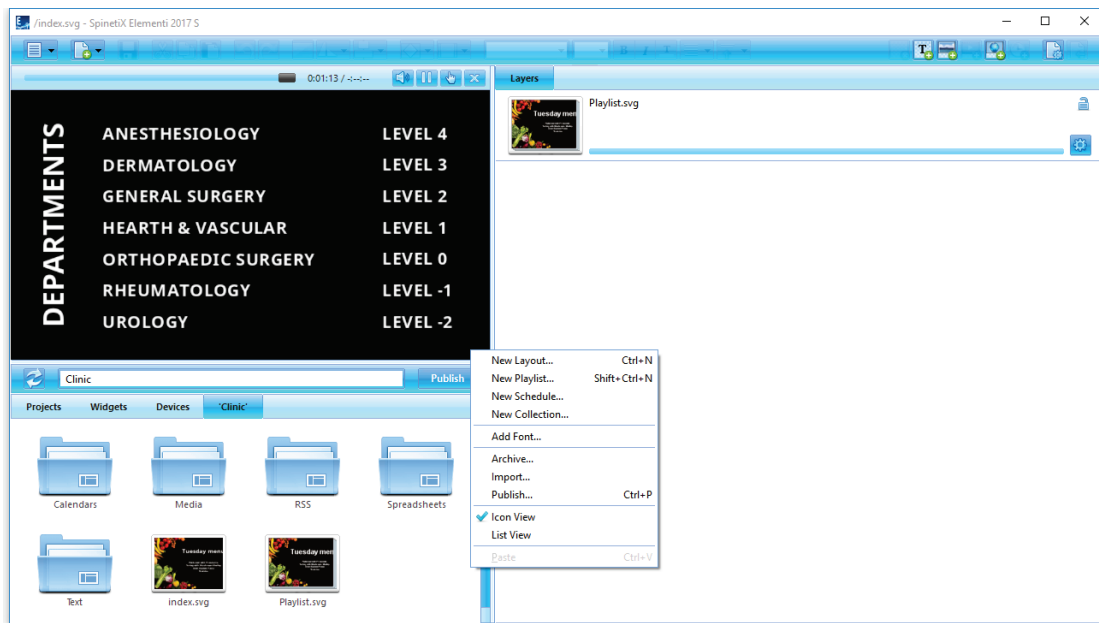 /index.svg - SpinetiX Elementi 2017 S
0:01:13 / -:--:--
DEPARTMENTS
ANESTHESIOLOGY LEVEL 4
DERMATOLOGY LEVEL 3
GENERAL SURGERY LEVEL 2
HEARTH & VASCULAR LEVEL 1
ORTHOPAEDIC SURGERY LEVEL 0
RHEUMATOLOGY LEVEL -1
UROLOGY LEVEL -2
Layers
Playlist.svg
Tuesday men
Clinic
Publish
Projects Widgets Devices 'Clinic'
Calendars Media RSS Spreadsheets
Tuesday menu
Tuesday men
Text index.svg Playlist.svg
New Layout... Ctrl+N
New Playlist... Shift+Ctrl+N
New Schedule...
New Collection...
Add Font...
Archive...
Import...
Publish... Ctrl+P
Icon View
List View
Paste Ctrl+V